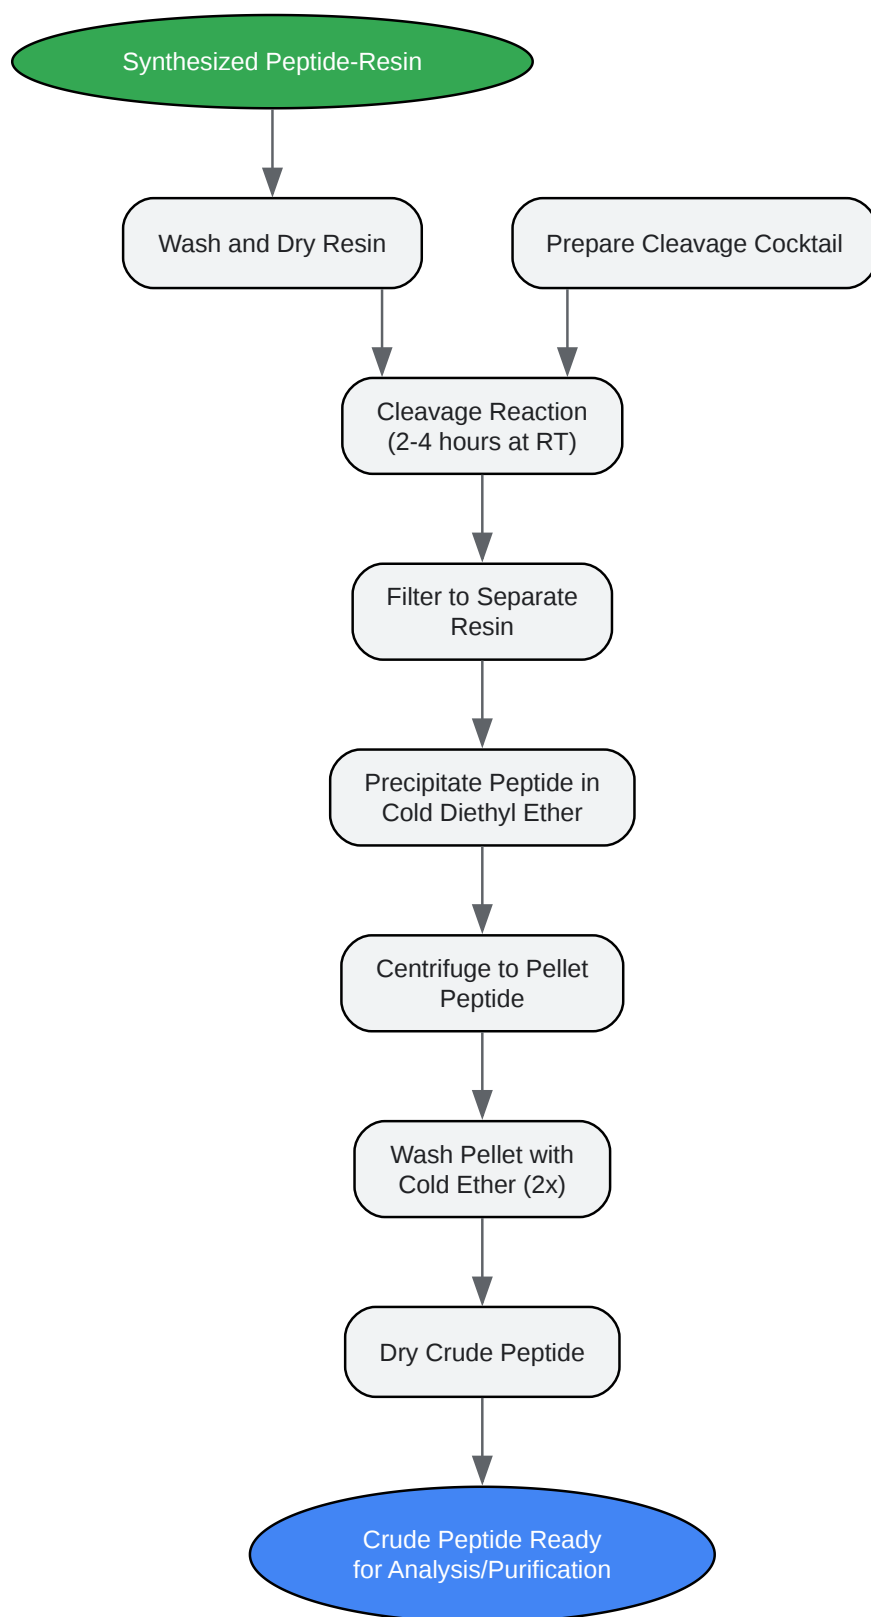 Synthesized Peptide-Resin
Wash and Dry Resin
Prepare Cleavage Cocktail
Cleavage Reaction
(2-4 hours at RT)
Filter to Separate
Resin
Precipitate Peptide in
Cold Diethyl Ether
Centrifuge to Pellet
Peptide
Wash Pellet with
Cold Ether (2x)
Dry Crude Peptide
Crude Peptide Ready
for Analysis/Purification